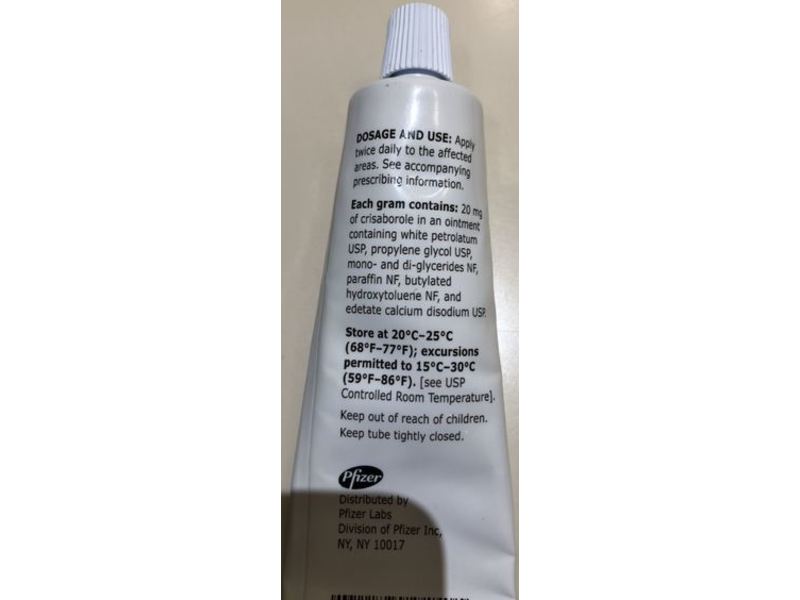 DOSAGE AND USE: Apply
twice daily to the affected
areas. See accompanying
prescribing information.
Each gram contains: 20 mg
of crisaborole in an ointment
containing white petrolatum
USP, propylene glycol USP,
mono- and di-glycerides NF,
paraffin NF, butylated
hydroxytoluene NF, and
edetate calcium disodium USP.
Store at 20°C–25°C
(68°F–77°F); excursions
permitted to 15°C–30°C
(59°F–86°F). [see USP
Controlled Room Temperature].
Keep out of reach of children.
Keep tube tightly closed.
Pfizer
Distributed by
Pfizer Labs
Division of Pfizer Inc,
NY, NY 10017